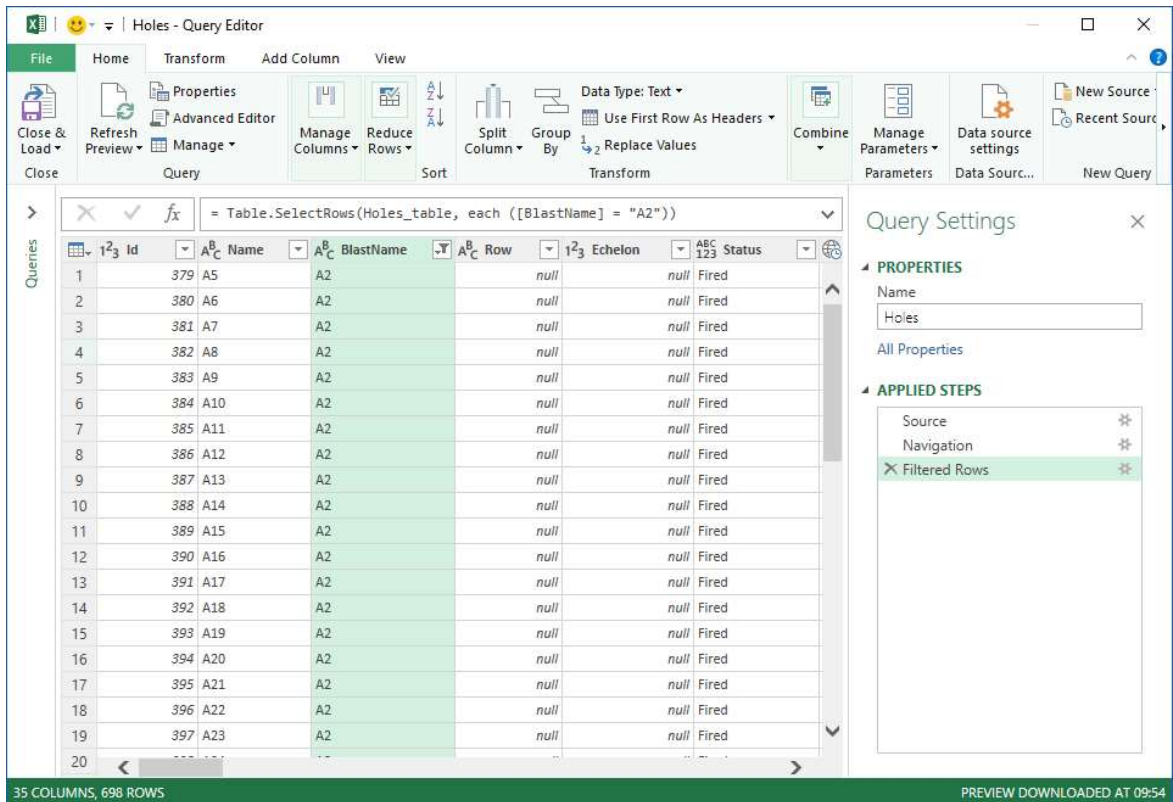 Holes - Query Editor
File Home Transform Add Column View
Close & Load
Close
Refresh Preview
Properties
Advanced Editor
Manage
Query
Manage Columns
Reduce Rows
Sort
Split Column
Group By
Data Type: Text
Use First Row As Headers
1 2 Replace Values
Transform
Combine
Manage Parameters
Parameters
Data source settings
Data Sourc...
New Source
Recent Sourc
New Query
Queries
fx = Table.SelectRows(Holes_table, each ([BlastName] = "A2"))
123 Id ABC Name ABC BlastName ABC Row 123 Echelon ABC 123 Status
1 379 A5 A2 null null Fired
2 380 A6 A2 null null Fired
3 381 A7 A2 null null Fired
4 382 A8 A2 null null Fired
5 383 A9 A2 null null Fired
6 384 A10 A2 null null Fired
7 385 A11 A2 null null Fired
8 386 A12 A2 null null Fired
9 387 A13 A2 null null Fired
10 388 A14 A2 null null Fired
11 389 A15 A2 null null Fired
12 390 A16 A2 null null Fired
13 391 A17 A2 null null Fired
14 392 A18 A2 null null Fired
15 393 A19 A2 null null Fired
16 394 A20 A2 null null Fired
17 395 A21 A2 null null Fired
18 396 A22 A2 null null Fired
19 397 A23 A2 null null Fired
20
Query Settings
PROPERTIES
Name
Holes
All Properties
APPLIED STEPS
Source
Navigation
Filtered Rows
35 COLUMNS, 698 ROWS
PREVIEW DOWNLOADED AT 09:54